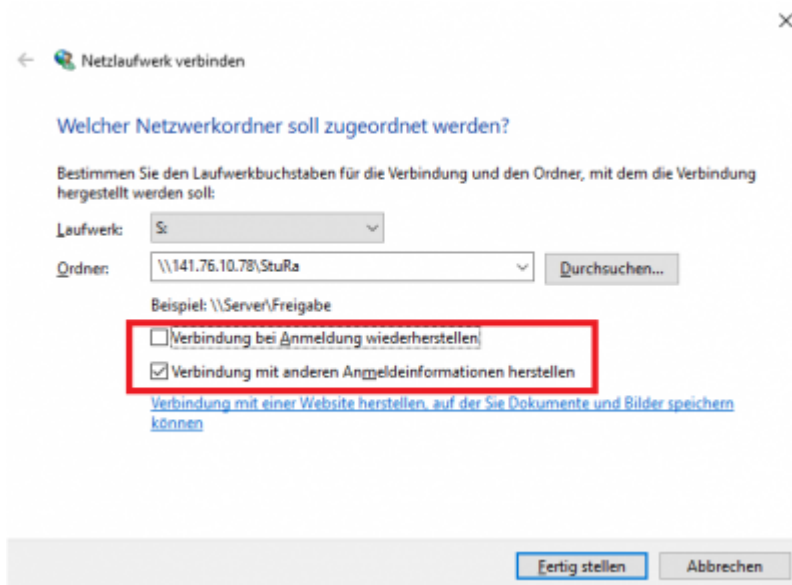 Netzlaufwerk verbinden
Welcher Netzwerkordner soll zugeordnet werden?
Bestimmen Sie den Laufwerkbuchstaben für die Verbindung und den Ordner, mit dem die Verbindung
hergestellt werden soll:
Laufwerk: S:
Ordner: \\141.76.10.78\StuRa Durchsuchen...
Beispiel: \\Server\Freigabe
Verbindung bei Anmeldung wiederherstellen
Verbindung mit anderen Anmeldeinformationen herstellen
Verbindung mit einer Website herstellen, auf der Sie Dokumente und Bilder speichern
können
Fertig stellen Abbrechen